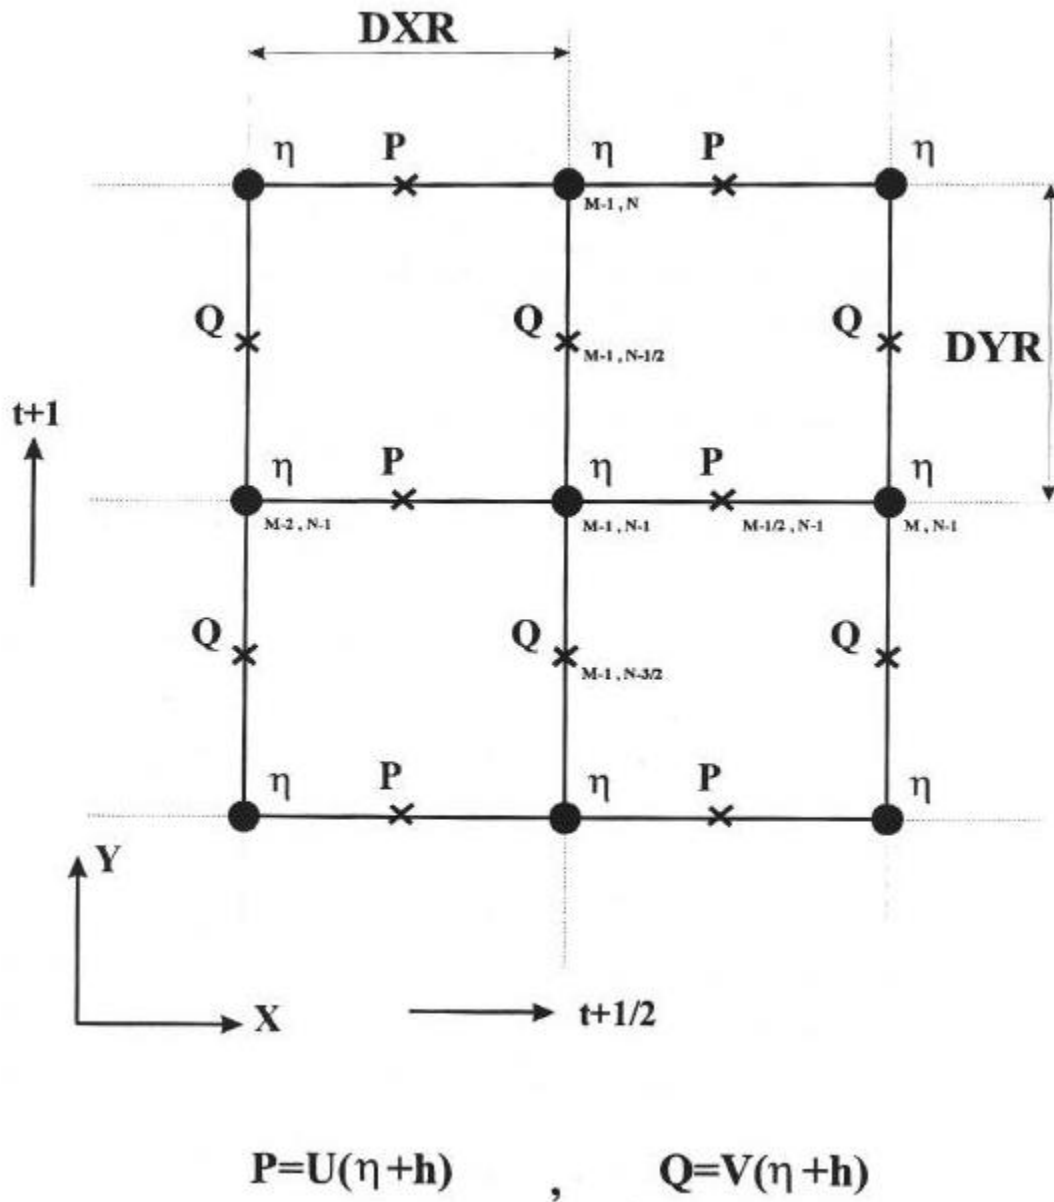 DXR
η P η P η
M-1 , N
Q Q Q
DYR
M-1 , N-1/2
t+1
η P η P η
M-2 , N-1 M-1 , N-1 M-1/2 , N-1 M , N-1
Q Q Q
M-1 , N-3/2
η P η P η
Y
X t+1/2
P=U(η+h) , Q=V(η+h)